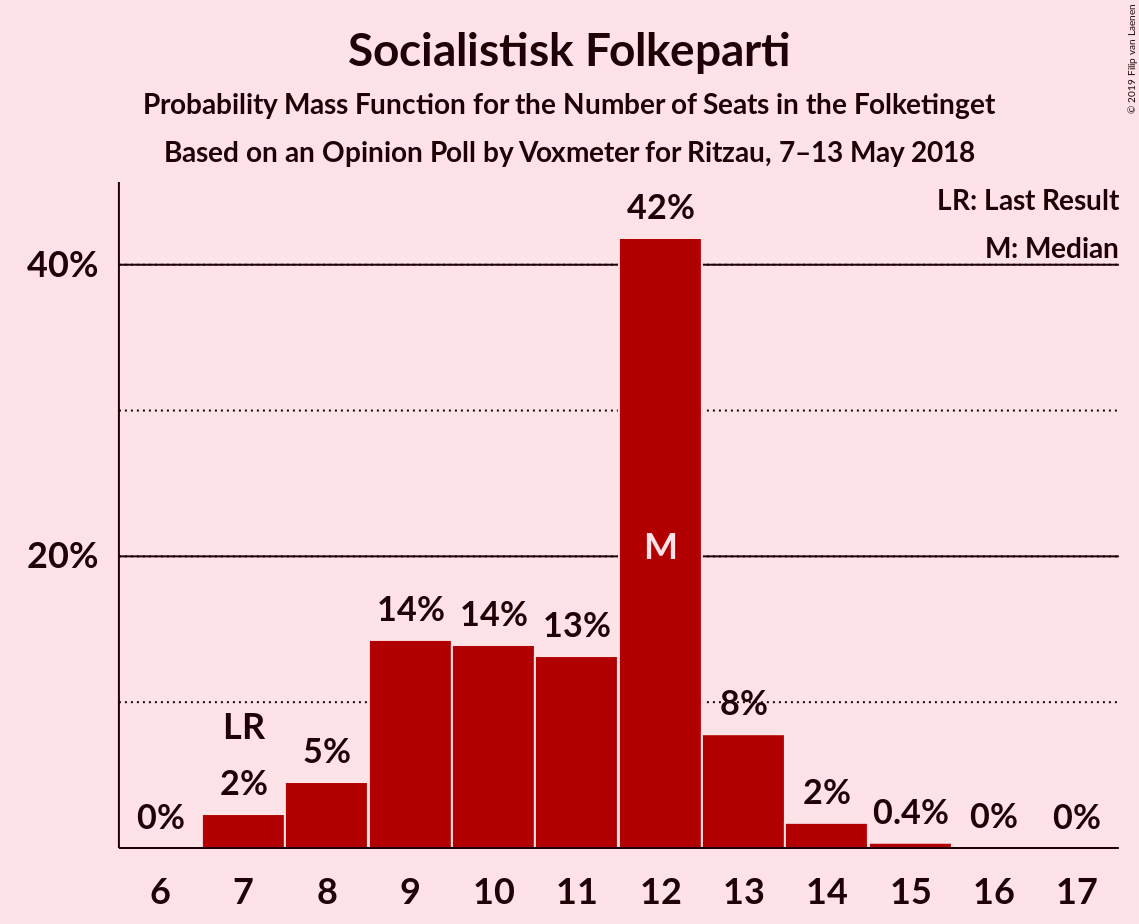 Socialistisk Folkeparti
Probability Mass Function for the Number of Seats in the Folketinget
Based on an Opinion Poll by Voxmeter for Ritzau, 7–13 May 2018
© 2019 Filip van Laenen
LR: Last Result
M: Median
40%
20%
0%
LR
2%
5%
14%
14%
13%
42%
M
8%
2%
0.4%
0%
0%
6 7 8 9 10 11 12 13 14 15 16 17